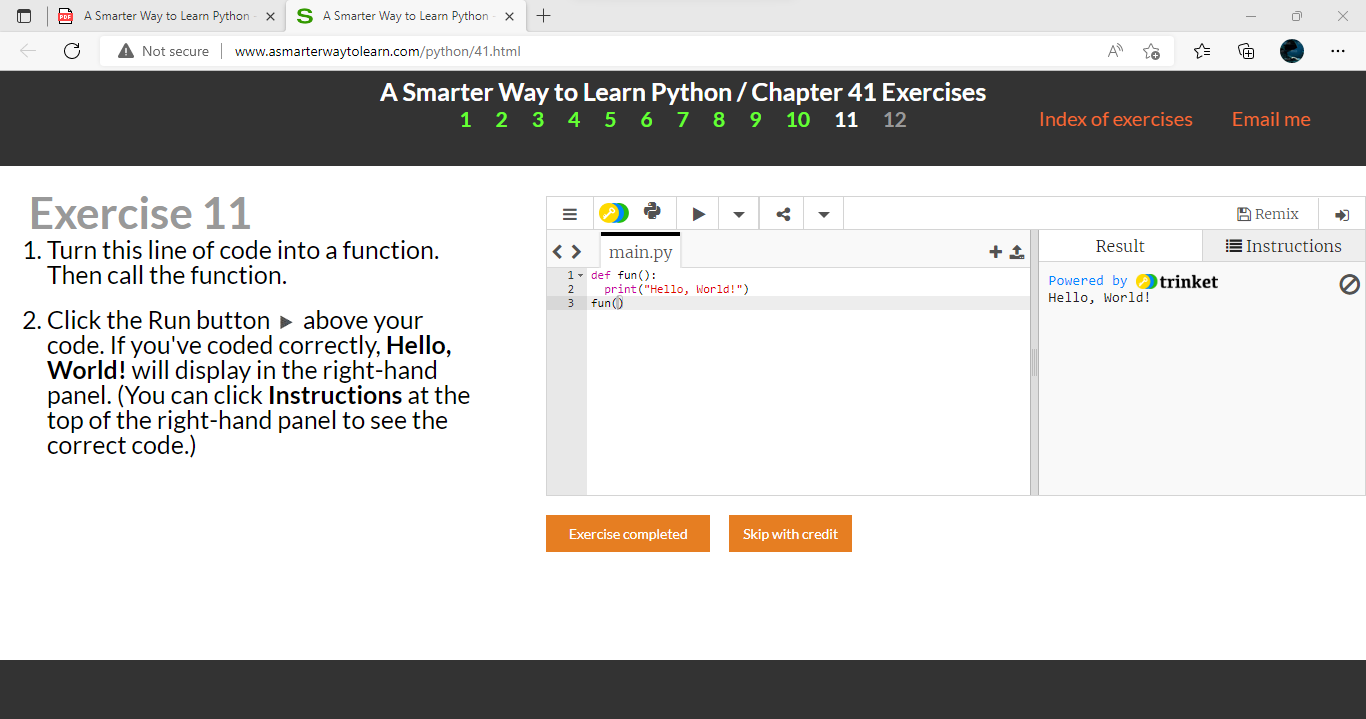 A Smarter Way to Learn Python -
A Smarter Way to Learn Python -
Not secure
www.asmarterwaytolearn.com/python/41.html
A Smarter Way to Learn Python / Chapter 41 Exercises
1 2 3 4 5 6 7 8 9 10 11 12
Index of exercises
Email me
Exercise 11
1. Turn this line of code into a function.
Then call the function.
2. Click the Run button ▶ above your
code. If you've coded correctly, Hello,
World! will display in the right-hand
panel. (You can click Instructions at the
top of the right-hand panel to see the
correct code.)
Remix
main.py
1 def fun():
2 print("Hello, World!")
3 fun()
Result
Instructions
Powered by trinket
Hello, World!
Exercise completed
Skip with credit